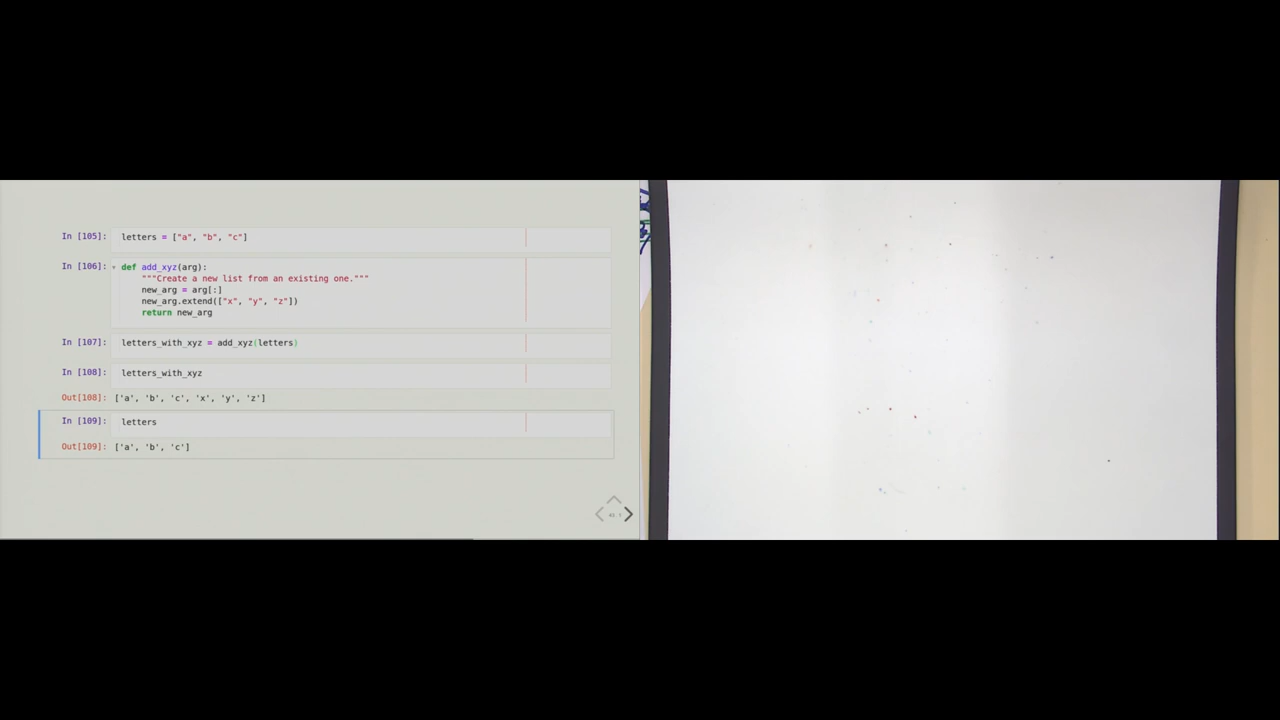 In [105]: letters = ["a", "b", "c"]
In [106]: def add_xyz(arg):
"""Create a new list from an existing one."""
new_arg = arg[:]
new_arg.extend(["x", "y", "z"])
return new_arg
In [107]: letters_with_xyz = add_xyz(letters)
In [108]: letters_with_xyz
Out[108]: ['a', 'b', 'c', 'x', 'y', 'z']
In [109]: letters
Out[109]: ['a', 'b', 'c']